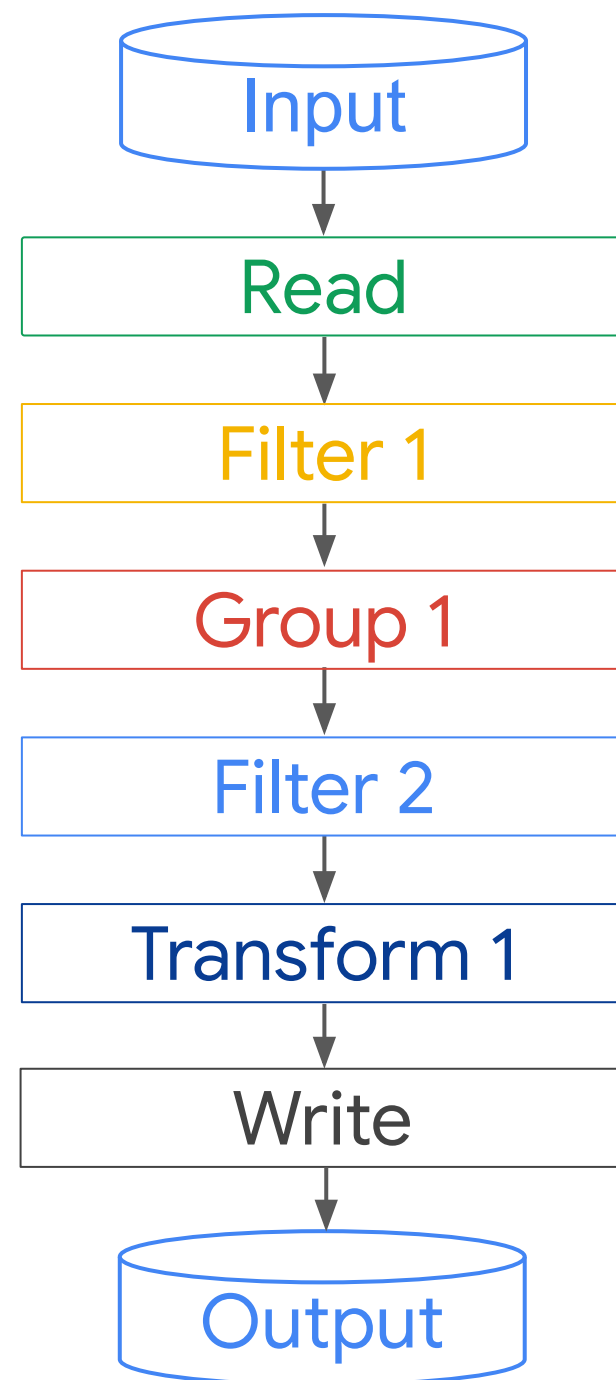 Input
Read
Filter 1
Group 1
Filter 2
Transform 1
Write
Output